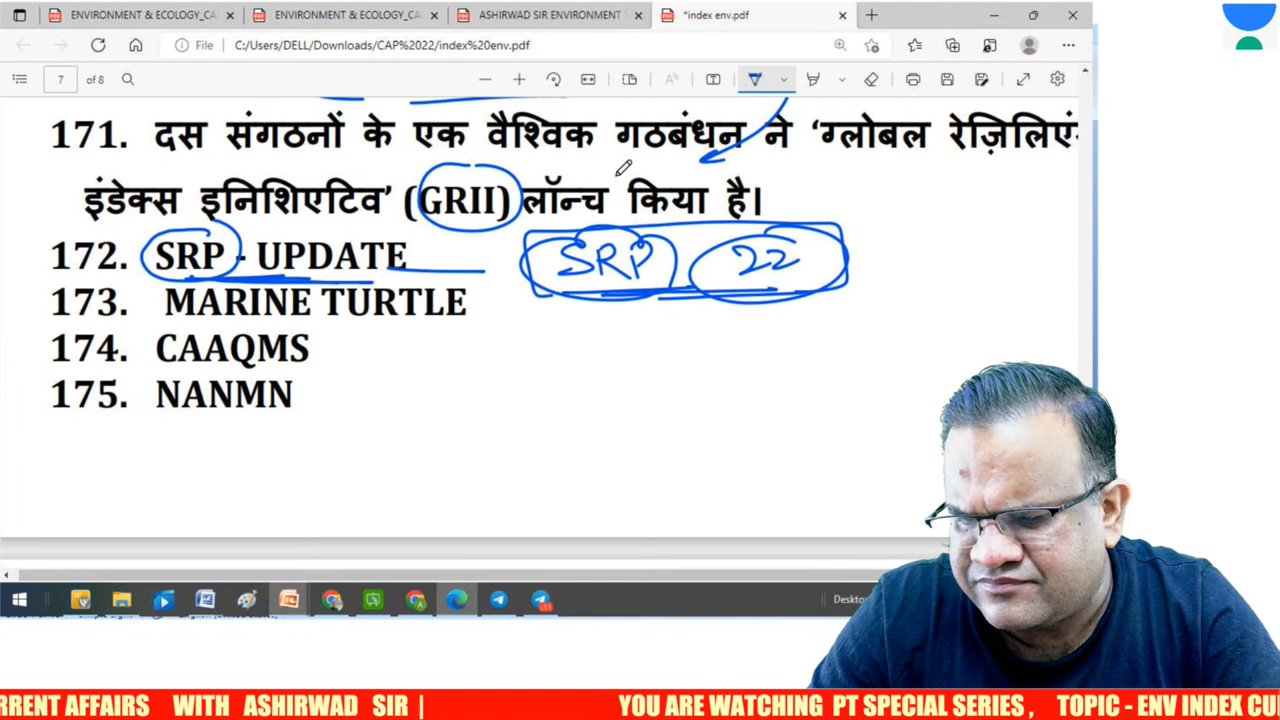 ENVIRONMENT & ECOLOGY_CA
ENVIRONMENT & ECOLOGY_CA
ASHIRWAD SIR ENVIRONMENT
*index env.pdf
File C:/Users/DELL/Downloads/CAP%2022/index%20env.pdf
7 of 8
171. दस संगठनों के एक वैश्विक गठबंधन ने ‘ग्लोबल रेज़िलिएं
इंडेक्स इनिशिएटिव’ (GRII) लॉन्च किया है।
172. SRP - UPDATE SRP 22
173. MARINE TURTLE
174. CAAQMS
175. NANMN
Deskto
RRENT AFFAIRS WITH ASHIRWAD SIR | YOU ARE WATCHING PT SPECIAL SERIES , TOPIC - ENV INDEX CU